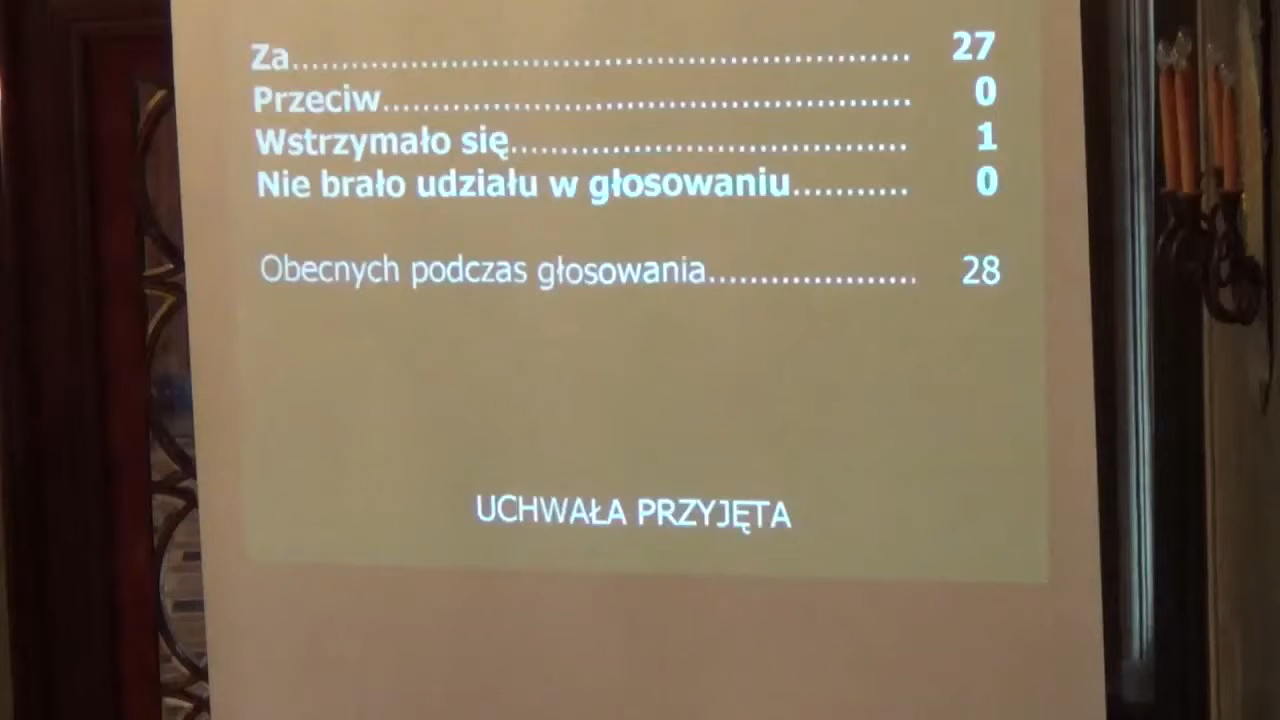 Za........................................................... 27
Przeciw................................................... 0
Wstrzymało się..................................... 1
Nie brało udziału w głosowaniu........... 0
Obecnych podczas głosowania.................... 28
UCHWAŁA PRZYJĘTA